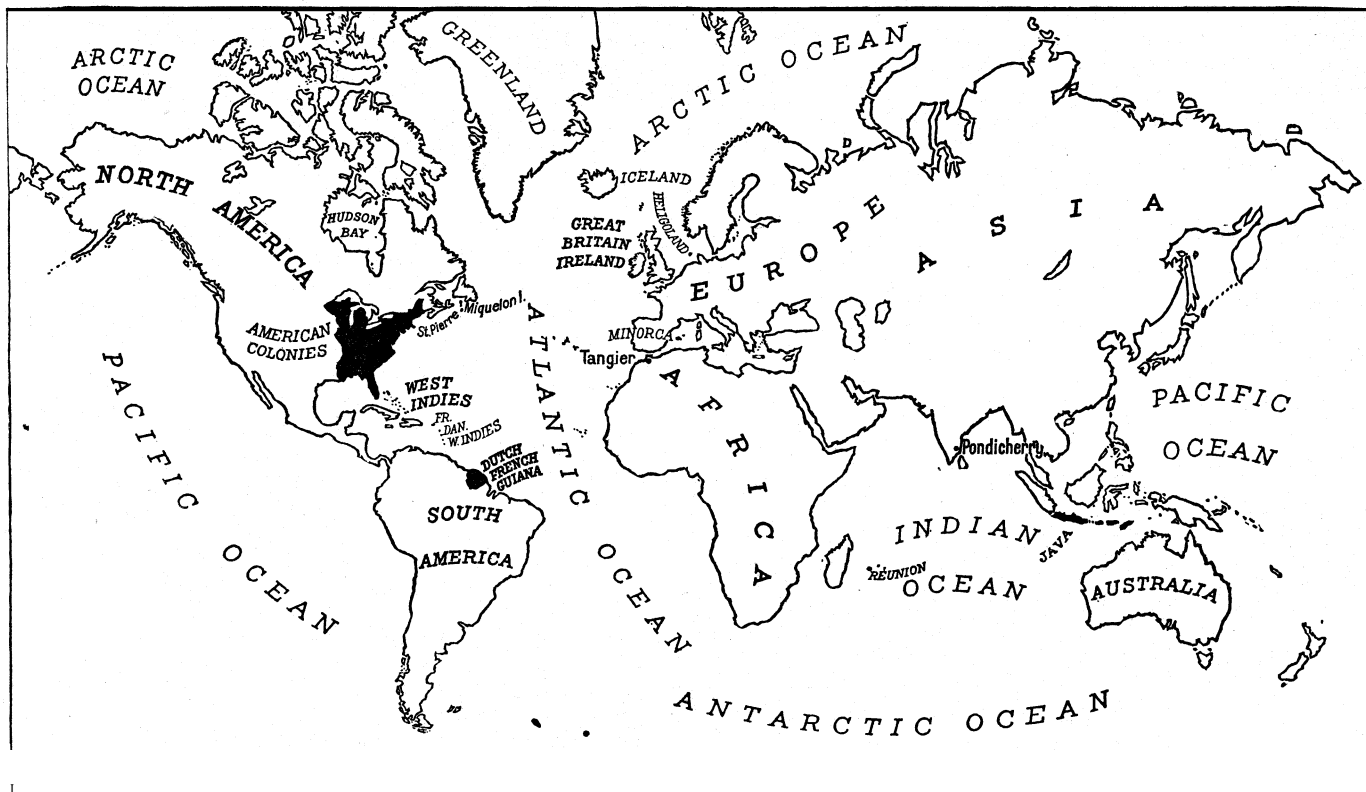 ARCTIC
OCEAN
GREENLAND
ARCTIC OCEAN
NORTH
AMERICA
HUDSON
BAY
ICELAND
HELIGOLAND
GREAT
BRITAIN
IRELAND
EUROPE
ASIA
AMERICAN
COLONIES
St.Pierre
Miquelon I.
MINORCA
Tangier
ATLANTIC
OCEAN
PACIFIC
OCEAN
WEST
INDIES
FR.
DAN.
W. INDIES
DUTCH
FRENCH
GUIANA
SOUTH
AMERICA
AFRICA
Pondicherry
PACIFIC
OCEAN
INDIAN
OCEAN
RÉUNION
JAVA
AUSTRALIA
ANTARCTIC OCEAN